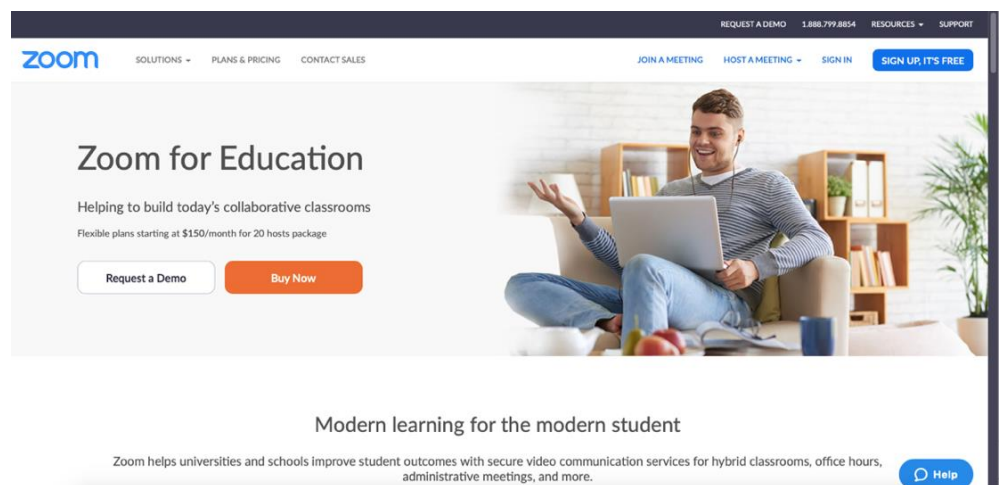 REQUEST A DEMO 1.888.799.8854 RESOURCES SUPPORT
zoom SOLUTIONS PLANS & PRICING CONTACT SALES JOIN A MEETING HOST A MEETING SIGN IN SIGN UP, IT'S FREE
Zoom for Education
Helping to build today's collaborative classrooms
Flexible plans starting at $150/month for 20 hosts package
Request a Demo Buy Now
Modern learning for the modern student
Zoom helps universities and schools improve student outcomes with secure video communication services for hybrid classrooms, office hours,
administrative meetings, and more.
Help